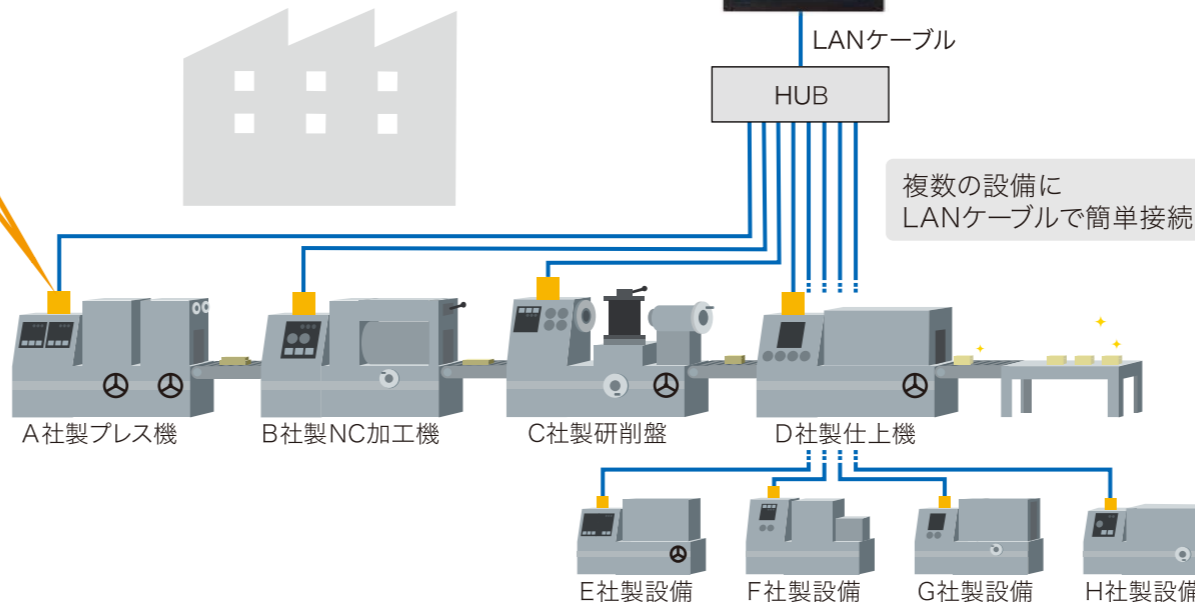 LANケーブル
HUB
複数の設備に
LANケーブルで簡単接続
A社製プレス機
B社製NC加工機
C社製研削盤
D社製仕上機
E社製設備
F社製設備
G社製設備
H社製設備